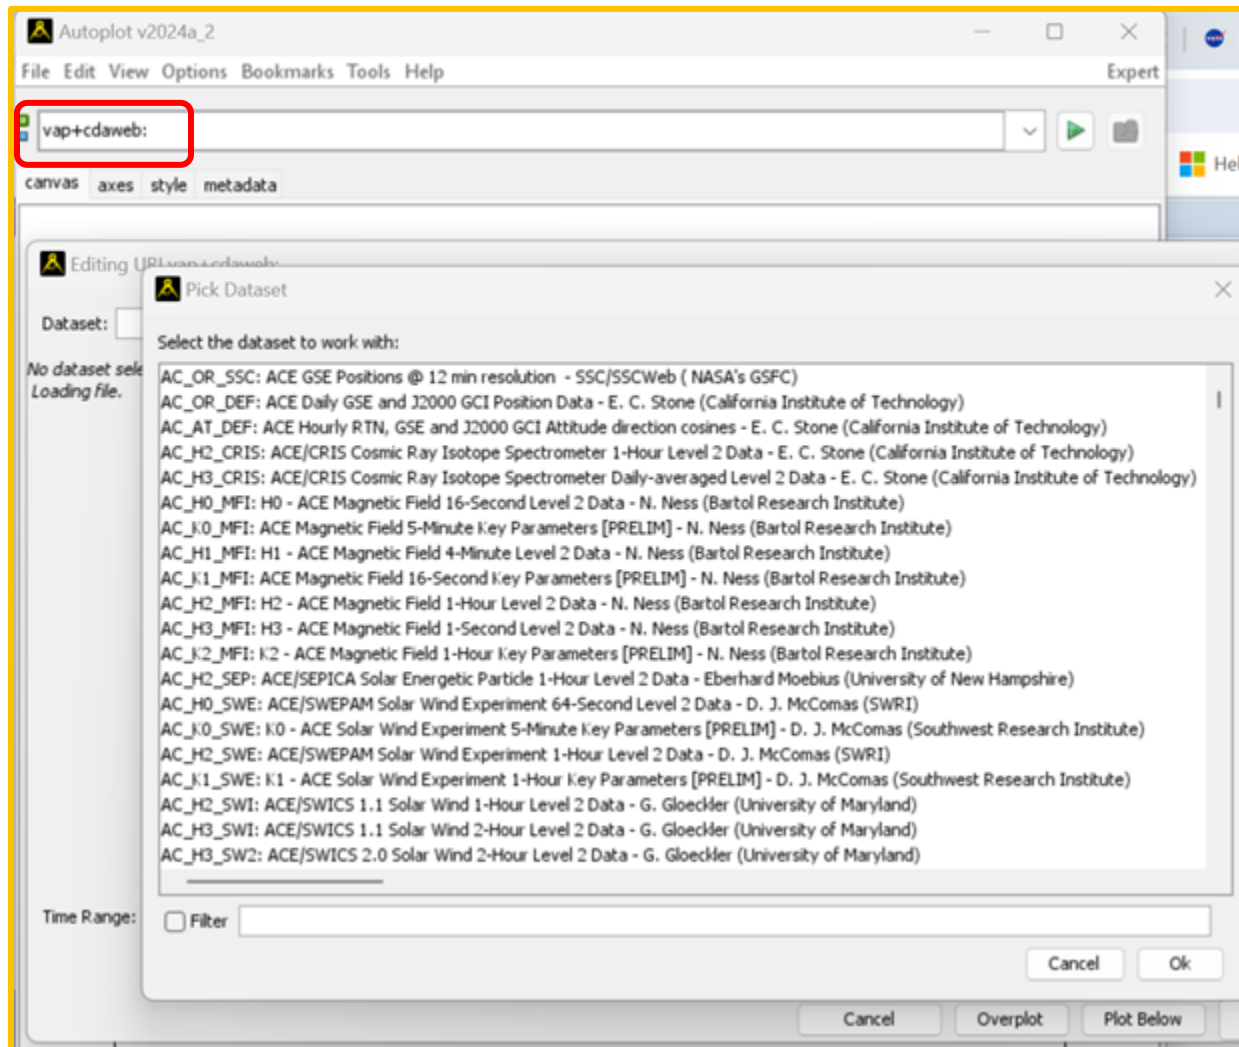 Autoplot v2024a_2
File Edit View Options Bookmarks Tools Help Expert
vap+cdaweb:
Hel
canvas axes style metadata
Editing URI vap+cdaweb:
Pick Dataset
Dataset:
Select the dataset to work with:
No dataset sele
Loading file.
AC_OR_SSC: ACE GSE Positions @ 12 min resolution - SSC/SSCWeb ( NASA's GSFC)
AC_OR_DEF: ACE Daily GSE and J2000 GCI Position Data - E. C. Stone (California Institute of Technology)
AC_AT_DEF: ACE Hourly RTN, GSE and J2000 GCI Attitude direction cosines - E. C. Stone (California Institute of Technology)
AC_H2_CRIS: ACE/CRIS Cosmic Ray Isotope Spectrometer 1-Hour Level 2 Data - E. C. Stone (California Institute of Technology)
AC_H3_CRIS: ACE/CRIS Cosmic Ray Isotope Spectrometer Daily-averaged Level 2 Data - E. C. Stone (California Institute of Technology)
AC_H0_MFI: H0 - ACE Magnetic Field 16-Second Level 2 Data - N. Ness (Bartol Research Institute)
AC_K0_MFI: ACE Magnetic Field 5-Minute Key Parameters [PRELIM] - N. Ness (Bartol Research Institute)
AC_H1_MFI: H1 - ACE Magnetic Field 4-Minute Level 2 Data - N. Ness (Bartol Research Institute)
AC_K1_MFI: ACE Magnetic Field 16-Second Key Parameters [PRELIM] - N. Ness (Bartol Research Institute)
AC_H2_MFI: H2 - ACE Magnetic Field 1-Hour Level 2 Data - N. Ness (Bartol Research Institute)
AC_H3_MFI: H3 - ACE Magnetic Field 1-Second Level 2 Data - N. Ness (Bartol Research Institute)
AC_K2_MFI: K2 - ACE Magnetic Field 1-Hour Key Parameters [PRELIM] - N. Ness (Bartol Research Institute)
AC_H2_SEP: ACE/SEPICA Solar Energetic Particle 1-Hour Level 2 Data - Eberhard Moebius (University of New Hampshire)
AC_H0_SWE: ACE/SWEPAM Solar Wind Experiment 64-Second Level 2 Data - D. J. McComas (SWRI)
AC_K0_SWE: K0 - ACE Solar Wind Experiment 5-Minute Key Parameters [PRELIM] - D. J. McComas (Southwest Research Institute)
AC_H2_SWE: ACE/SWEPAM Solar Wind Experiment 1-Hour Level 2 Data - D. J. McComas (SWRI)
AC_K1_SWE: K1 - ACE Solar Wind Experiment 1-Hour Key Parameters [PRELIM] - D. J. McComas (Southwest Research Institute)
AC_H2_SWI: ACE/SWICS 1.1 Solar Wind 1-Hour Level 2 Data - G. Gloeckler (University of Maryland)
AC_H3_SWI: ACE/SWICS 1.1 Solar Wind 2-Hour Level 2 Data - G. Gloeckler (University of Maryland)
AC_H3_SW2: ACE/SWICS 2.0 Solar Wind 2-Hour Level 2 Data - G. Gloeckler (University of Maryland)
Time Range:
Filter
Cancel Ok
Cancel Overplot Plot Below